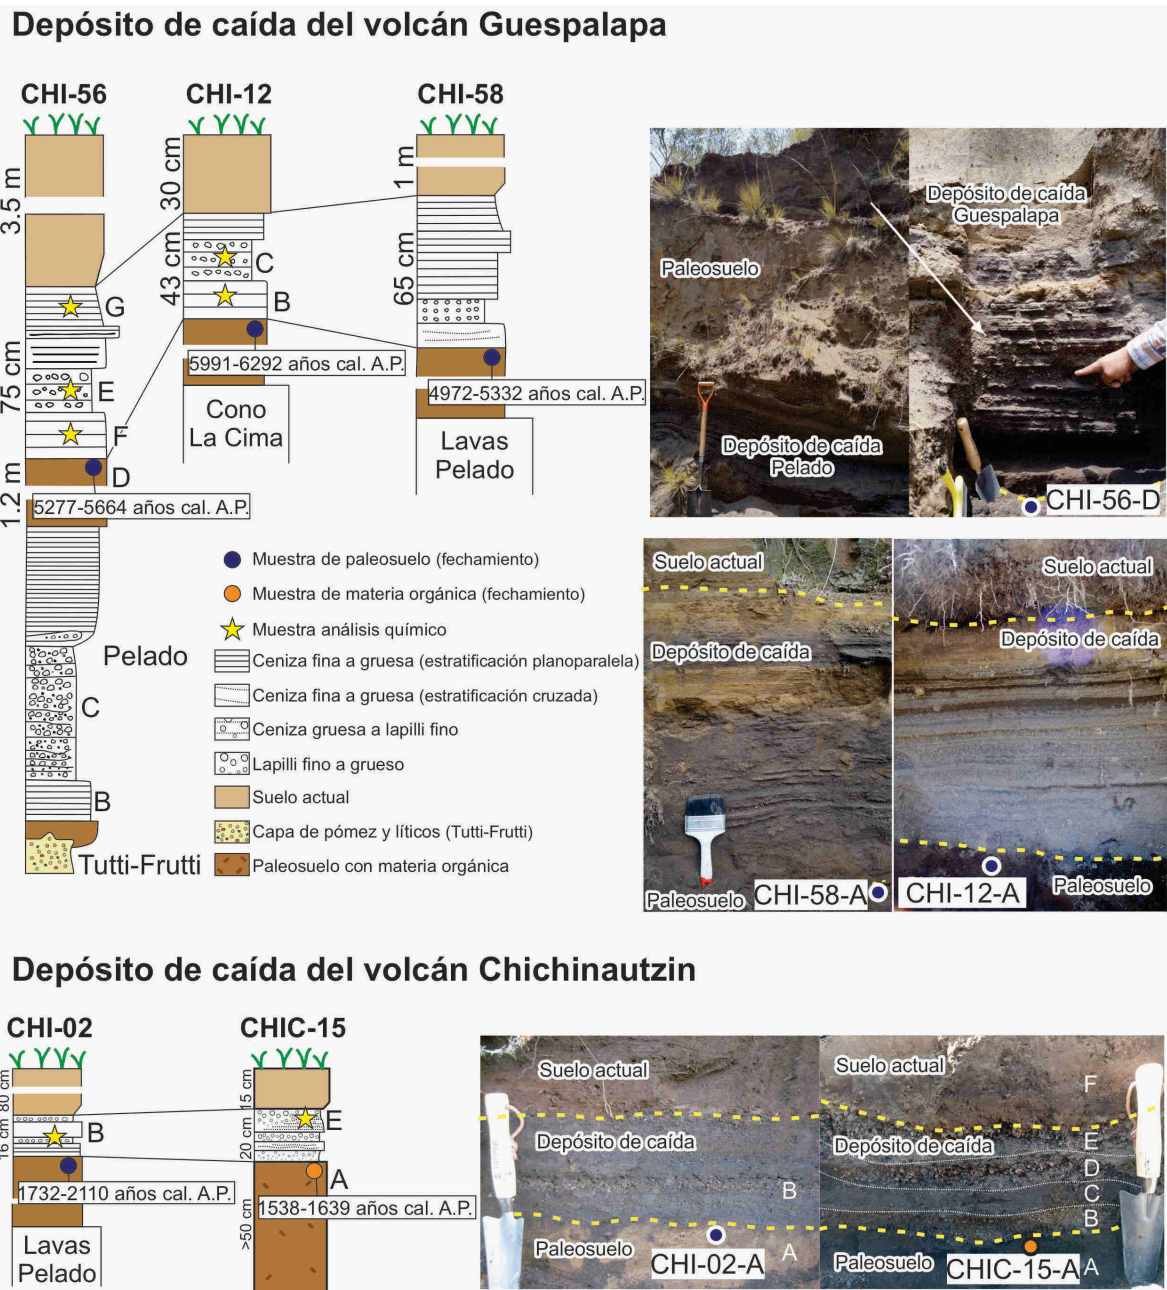 Depósito de caída del volcán Guespalapa
CHI-56
CHI-12
CHI-58
3.5 m
75 cm
1.2 m
G
E
F
D
5277-5664 años cal. A.P.
Pelado
C
B
Tutti-Frutti
30 cm
43 cm
C
B
5991-6292 años cal. A.P.
Cono
La Cima
1 m
65 cm
4972-5332 años cal. A.P.
Lavas
Pelado
Muestra de paleosuelo (fechamiento)
Muestra de materia orgánica (fechamiento)
Muestra análisis químico
Ceniza fina a gruesa (estratificación planoparalela)
Ceniza fina a gruesa (estratificación cruzada)
Ceniza gruesa a lapilli fino
Lapilli fino a grueso
Suelo actual
Capa de pómez y líticos (Tutti-Frutti)
Paleosuelo con materia orgánica
Paleosuelo
Depósito de caída
Pelado
Depósito de caída
Guespalapa
CHI-56-D
Suelo actual
Depósito de caída
Paleosuelo
CHI-58-A
Suelo actual
Depósito de caída
CHI-12-A
Paleosuelo
Depósito de caída del volcán Chichinautzin
CHI-02
CHIC-15
80 cm
16 cm
B
1732-2110 años cal. A.P.
Lavas
Pelado
15 cm
20 cm
>50 cm
E
A
1538-1639 años cal. A.P.
Suelo actual
Depósito de caída
B
Paleosuelo
A
CHI-02-A
Suelo actual
F
Depósito de caída
E
D
C
B
Paleosuelo
CHIC-15-A
A